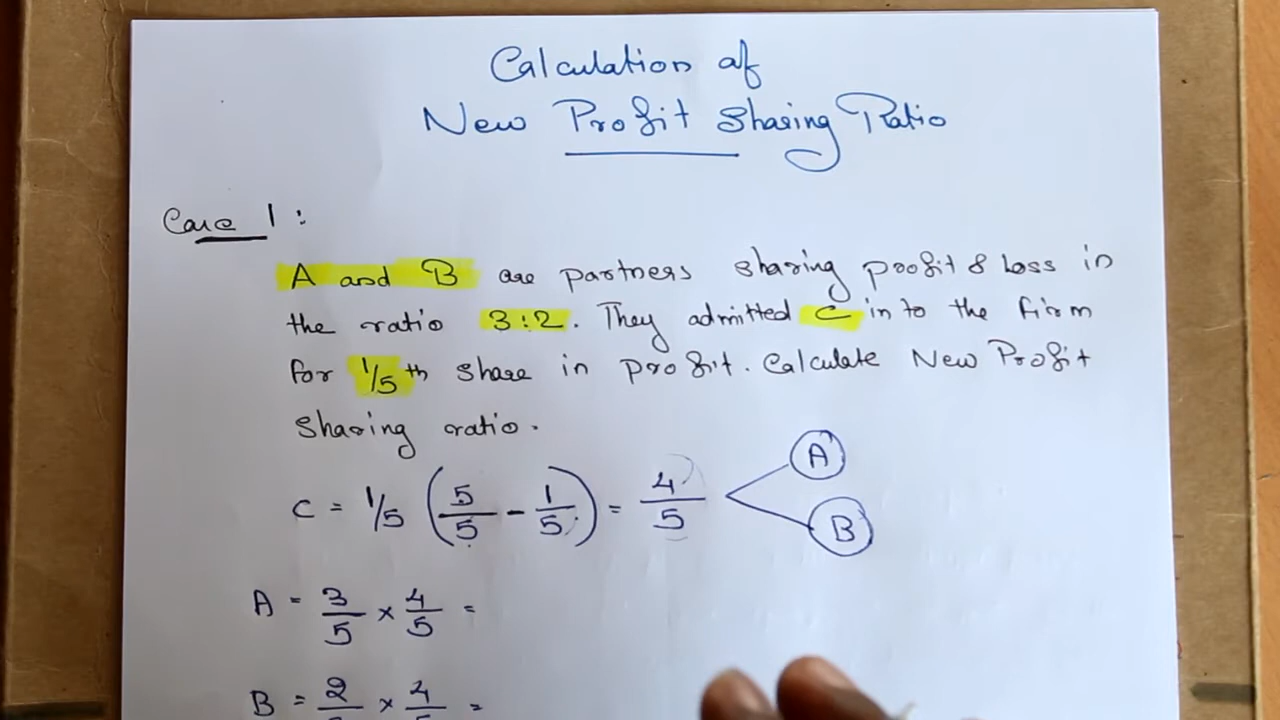 Calculation of
New Profit Sharing Ratio
Case 1 :
A and B are partners sharing profit & loss in
the ratio 3:2. They admitted C in to the firm
for 1/5 th share in profit. Calculate New Profit
sharing ratio.
C = 1/5 (5/5 - 1/5) = 4/5 A B
A = 3/5 × 4/5 =
B = 2/ × 4/5 =